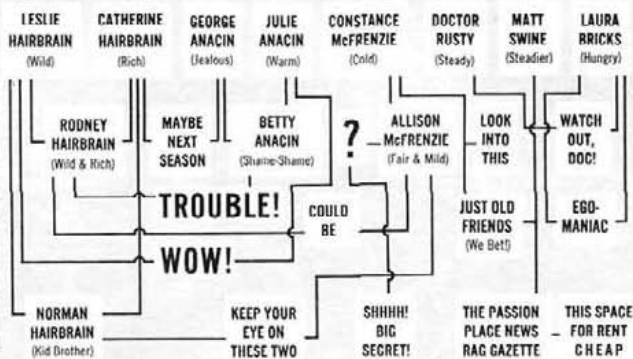 LESLIE
HAIRBRAIN
(Wild)
CATHERINE
HAIRBRAIN
(Rich)
GEORGE
ANACIN
(Jealous)
JULIE
ANACIN
(Warm)
CONSTANCE
McFRENZIE
(Cold)
DOCTOR
RUSTY
(Steady)
MATT
SWINE
(Steadier)
LAURA
BRICKS
(Hungry)
RODNEY
HAIRBRAIN
(Wild & Rich)
MAYBE
NEXT
SEASON
BETTY
ANACIN
(Shame-Shame)
?
ALLISON
McFRENZIE
(Fair & Mild)
LOOK
INTO
THIS
WATCH
OUT,
DOC!
TROUBLE!
COULD
BE
JUST OLD
FRIENDS
(We Bet!)
EGO-
MANIAC
WOW!
NORMAN
HAIRBRAIN
(Kid Brother)
KEEP YOUR
EYE ON
THESE TWO
SHHHH!
BIG
SECRET!
THE PASSION
PLACE NEWS
RAG GAZETTE
THIS SPACE
FOR RENT
CHEAP